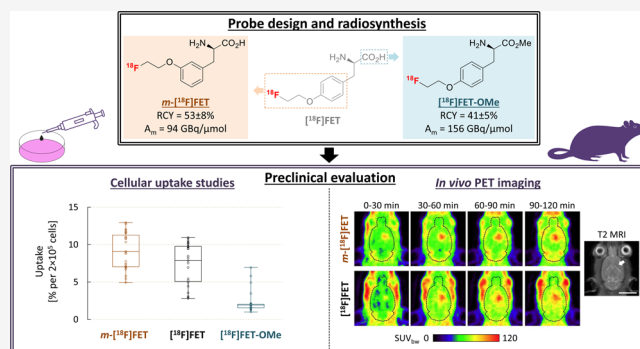 Probe design and radiosynthesis
H₂N CO₂H
¹⁸F
O
m-[¹⁸F]FET
RCY = 53±8%
Aₘ = 94 GBq/µmol
H₂N CO₂H
¹⁸F
O
[¹⁸F]FET
H₂N CO₂Me
¹⁸F
O
[¹⁸F]FET-OMe
RCY = 41±5%
Aₘ = 156 GBq/µmol
Preclinical evaluation
Cellular uptake studies
Uptake
[% per 2×10⁵ cells]
15
10
5
0
m-[¹⁸F]FET [¹⁸F]FET [¹⁸F]FET-OMe
In vivo PET imaging
0-30 min 30-60 min 60-90 min 90-120 min
m-[¹⁸F]FET
[¹⁸F]FET
T2 MRI
SUVbw 0 120